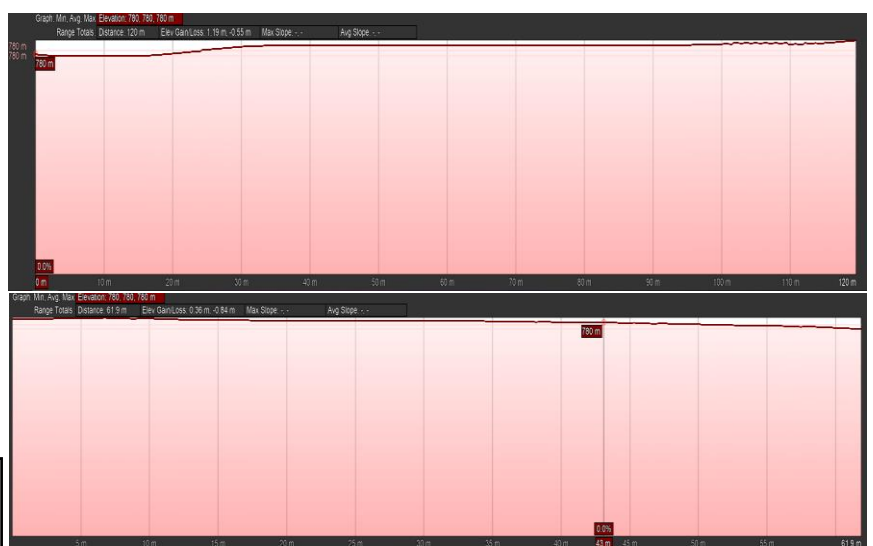 Graph: Min, Avg, Max Elevation: 780, 780, 780 m
Range Totals: Distance: 120 m Elev Gain/Loss: 1.19 m, -0.55 m Max Slope: -, - Avg Slope: -, -
780 m
780 m
780 m
0.0%
0 m 10 m 20 m 30 m 40 m 50 m 60 m 70 m 80 m 90 m 100 m 110 m 120 m
Graph: Min, Avg, Max Elevation: 780, 780, 780 m
Range Totals: Distance: 61.9 m Elev Gain/Loss: 0.36 m, -0.84 m Max Slope: -, - Avg Slope: -, -
780 m
0.0%
5 m 10 m 15 m 20 m 25 m 30 m 35 m 40 m 43 m 45 m 50 m 55 m 61.9 m